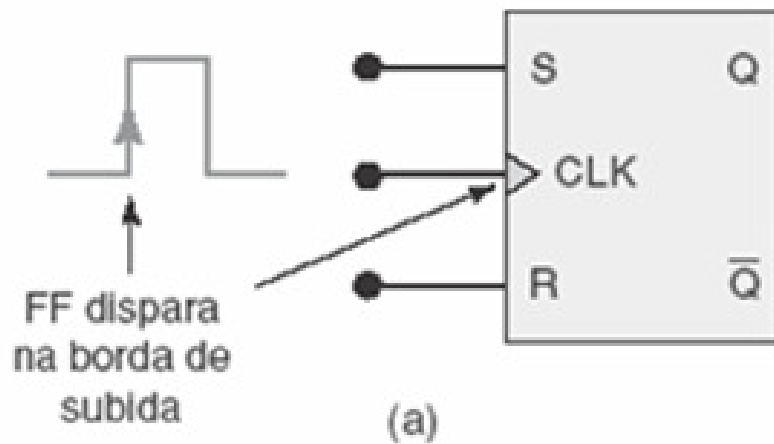 S Q
CLK
R Q̅
FF dispara
na borda de
subida
(a)